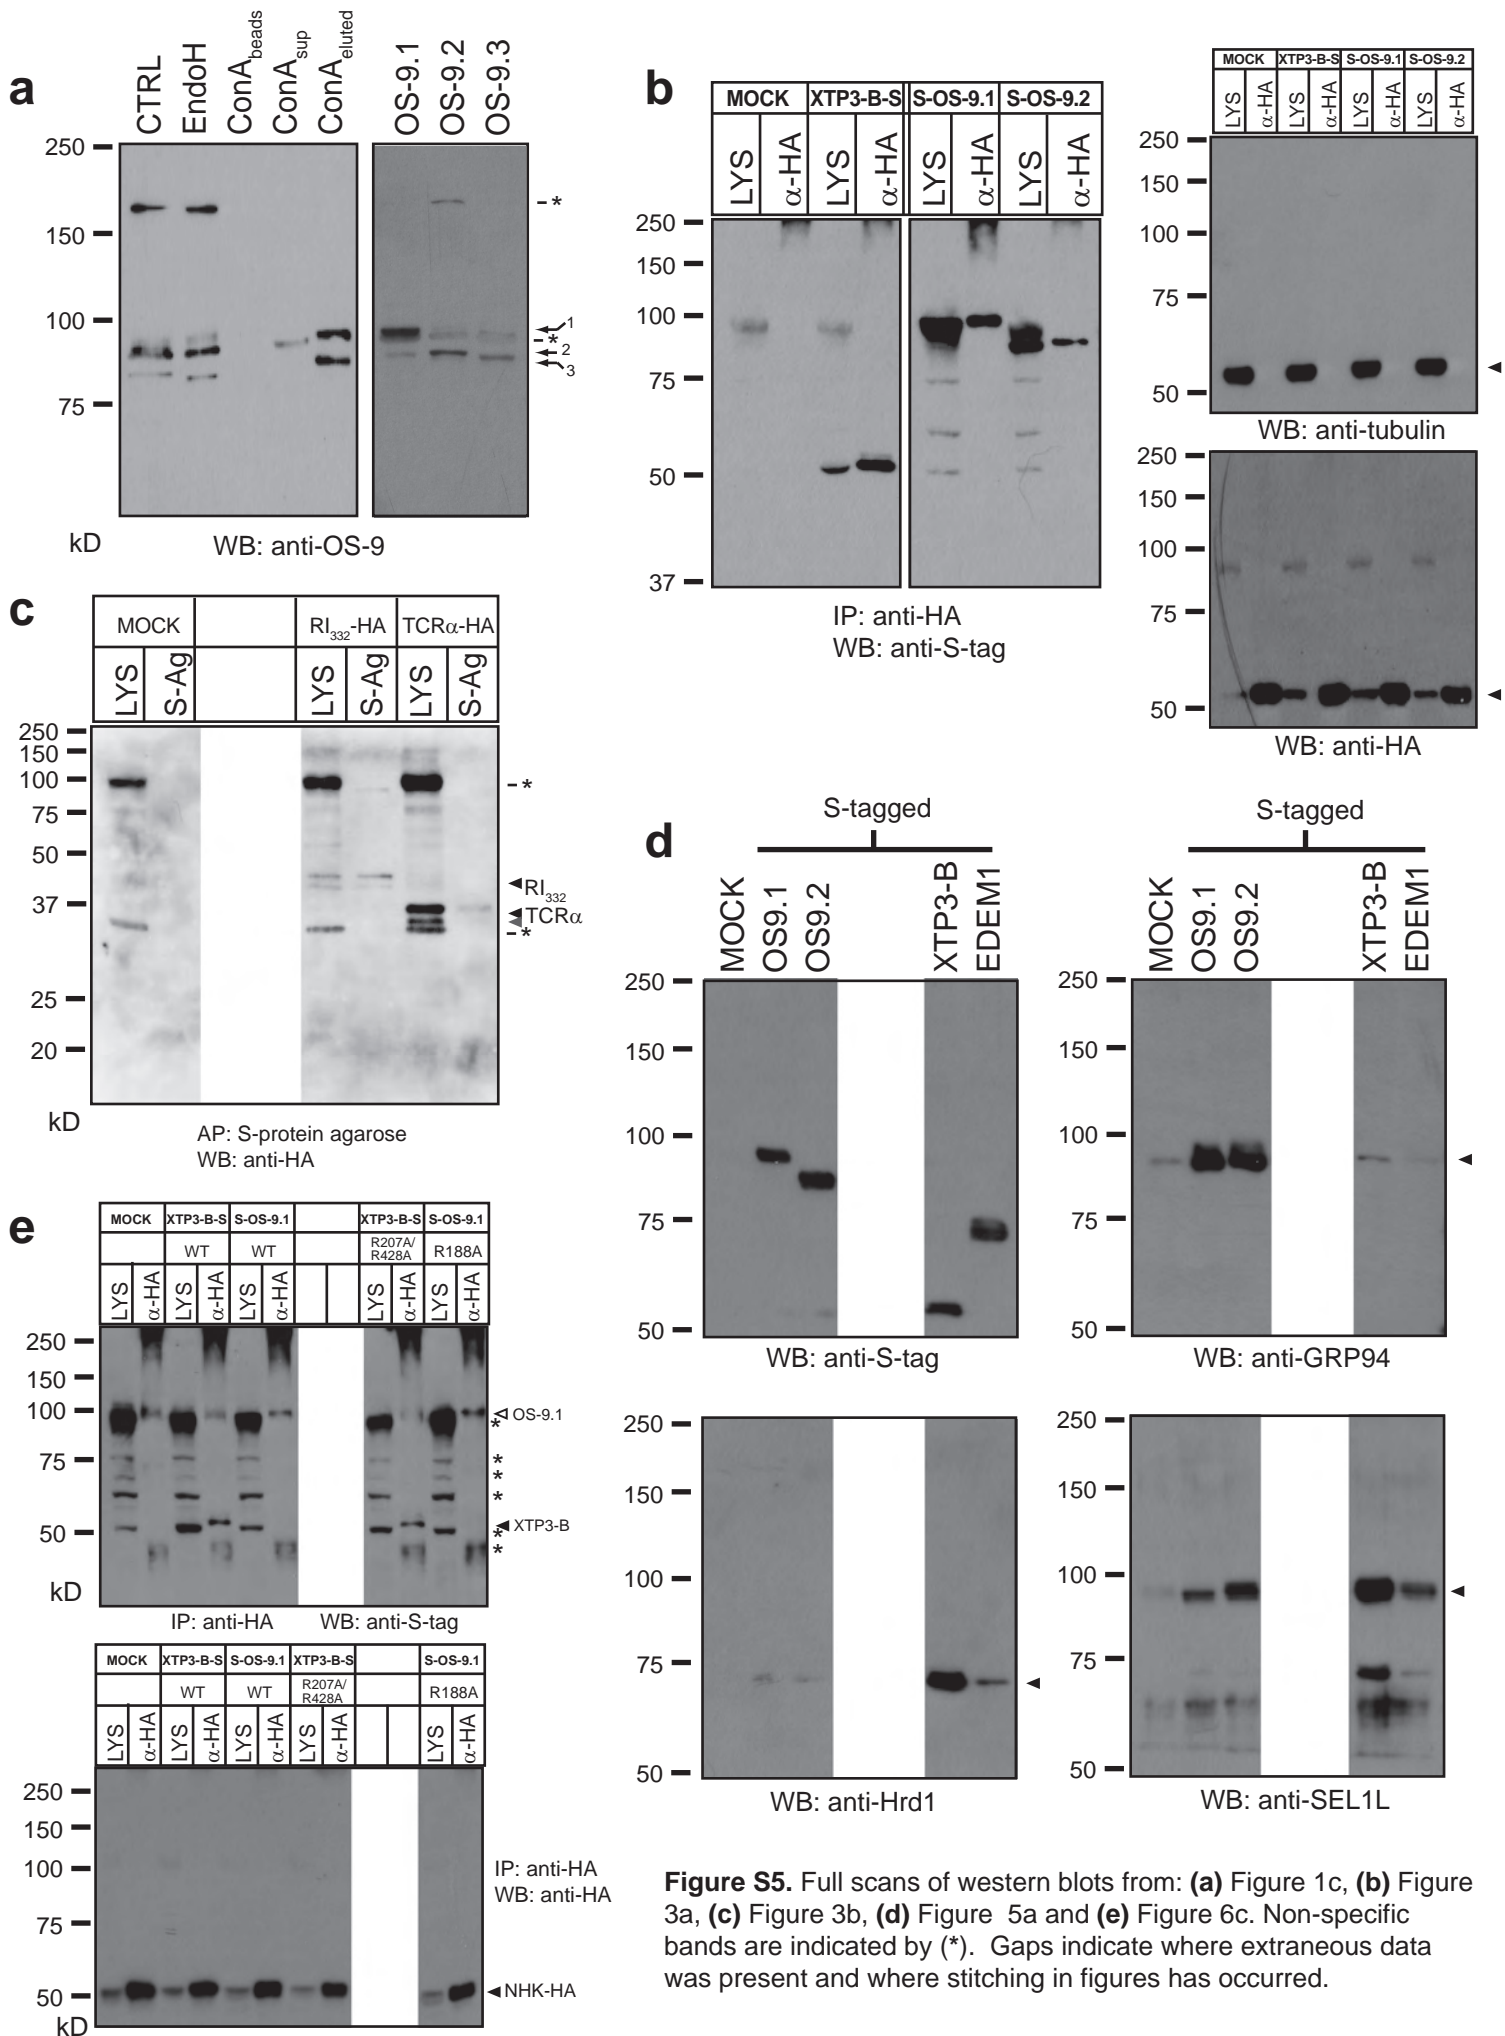 a
CTRL
EndoH
ConAbeads
ConAsup
ConAeluted
OS-9.1
OS-9.2
OS-9.3
250
150
100
75
kD
- *
1
- *
2
3
WB: anti-OS-9
b
MOCK XTP3-B-S S-OS-9.1 S-OS-9.2
LYS α-HA LYS α-HA LYS α-HA LYS α-HA
250
150
100
75
50
37
IP: anti-HA
WB: anti-S-tag
MOCK XTP3-B-S S-OS-9.1 S-OS-9.2
LYS α-HA LYS α-HA LYS α-HA LYS α-HA
250
150
100
75
50
WB: anti-tubulin
250
150
100
75
50
WB: anti-HA
c
MOCK RI332-HA TCRα-HA
LYS S-Ag LYS S-Ag LYS S-Ag
250
150
100
75
50
37
25
20
kD
- *
RI332
TCRα
- *
AP: S-protein agarose
WB: anti-HA
d
S-tagged
MOCK OS9.1 OS9.2 XTP3-B EDEM1
250
150
100
75
50
WB: anti-S-tag
S-tagged
MOCK OS9.1 OS9.2 XTP3-B EDEM1
250
150
100
75
50
WB: anti-GRP94
250
150
100
75
50
WB: anti-Hrd1
250
150
100
75
50
WB: anti-SEL1L
e
MOCK XTP3-B-S S-OS-9.1 XTP3-B-S S-OS-9.1
WT WT R207A/R428A R188A
LYS α-HA LYS α-HA LYS α-HA LYS α-HA LYS α-HA
250
150
100
75
50
kD
OS-9.1
*
*
*
*
XTP3-B
*
*
IP: anti-HA WB: anti-S-tag
MOCK XTP3-B-S S-OS-9.1 XTP3-B-S S-OS-9.1
WT WT R207A/R428A R188A
LYS α-HA LYS α-HA LYS α-HA LYS α-HA LYS α-HA
250
150
100
75
50
kD
IP: anti-HA
WB: anti-HA
NHK-HA
Figure S5. Full scans of western blots from: (a) Figure 1c, (b) Figure
3a, (c) Figure 3b, (d) Figure 5a and (e) Figure 6c. Non-specific
bands are indicated by (*). Gaps indicate where extraneous data
was present and where stitching in figures has occurred.